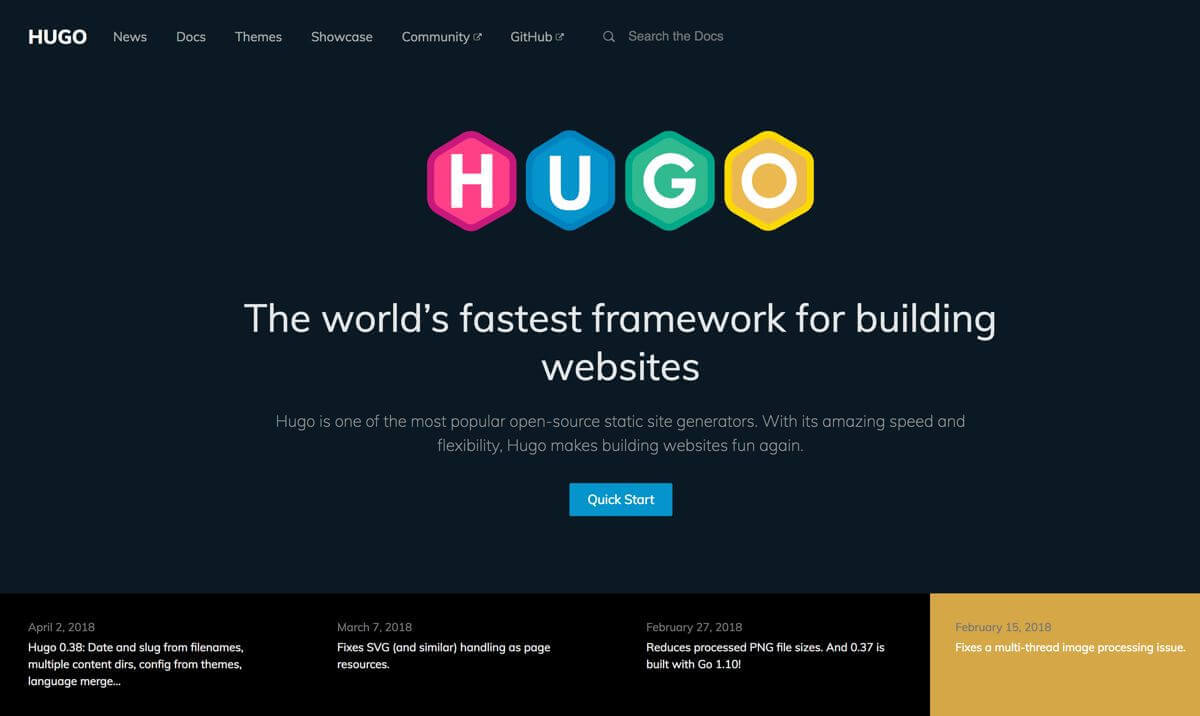 HUGO News Docs Themes Showcase Community GitHub Search the Docs
HUGO
The world’s fastest framework for building
websites
Hugo is one of the most popular open-source static site generators. With its amazing speed and
flexibility, Hugo makes building websites fun again.
Quick Start
April 2, 2018
Hugo 0.38: Date and slug from filenames,
multiple content dirs, config from themes,
language merge...
March 7, 2018
Fixes SVG (and similar) handling as page
resources.
February 27, 2018
Reduces processed PNG file sizes. And 0.37 is
built with Go 1.10!
February 15, 2018
Fixes a multi-thread image processing issue.